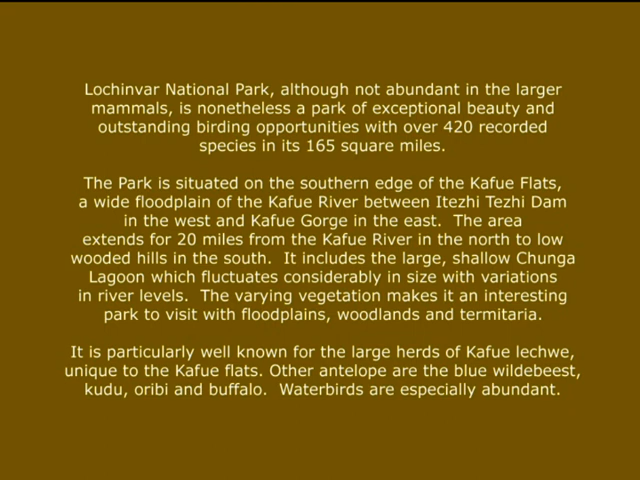 Lochinvar National Park, although not abundant in the larger
mammals, is nonetheless a park of exceptional beauty and
outstanding birding opportunities with over 420 recorded
species in its 165 square miles.
The Park is situated on the southern edge of the Kafue Flats,
a wide floodplain of the Kafue River between Itezhi Tezhi Dam
in the west and Kafue Gorge in the east.  The area
extends for 20 miles from the Kafue River in the north to low
wooded hills in the south.  It includes the large, shallow Chunga
Lagoon which fluctuates considerably in size with variations
in river levels.  The varying vegetation makes it an interesting
park to visit with floodplains, woodlands and termitaria.
It is particularly well known for the large herds of Kafue lechwe,
unique to the Kafue flats. Other antelope are the blue wildebeest,
kudu, oribi and buffalo.  Waterbirds are especially abundant.